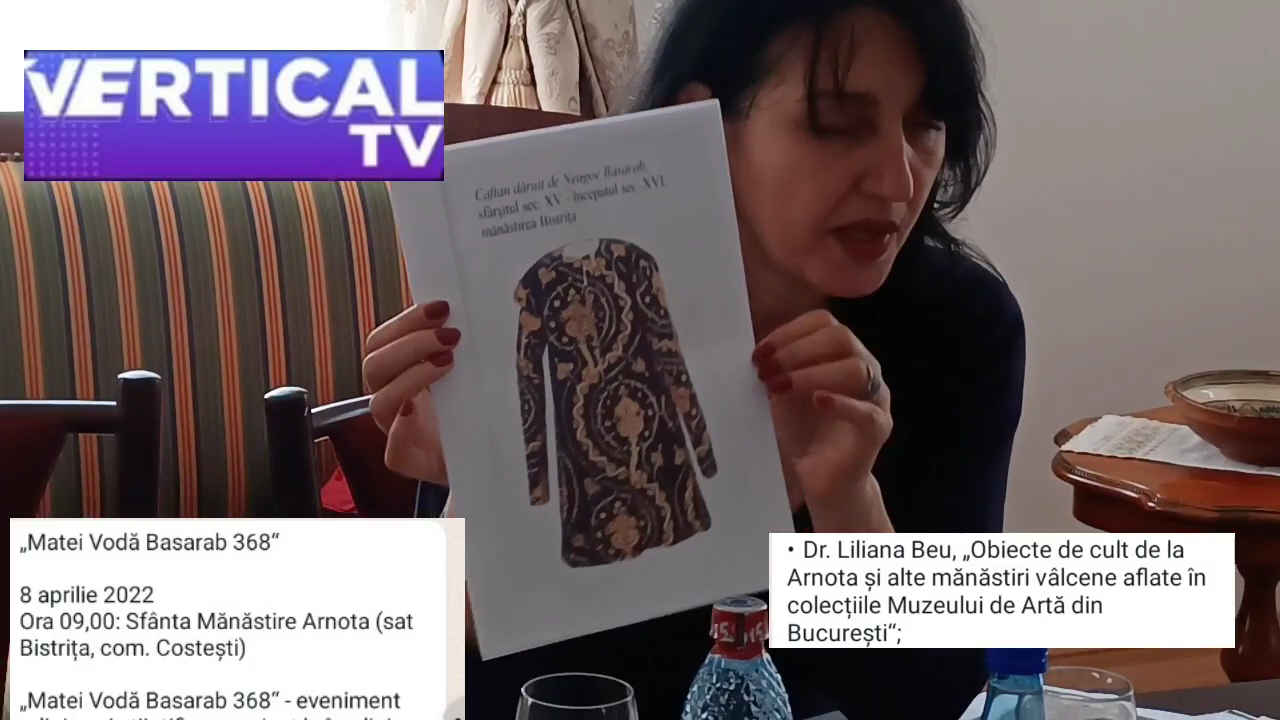 VERTICAL
TV
Caftan dăruit de Neagoe Basarab,
sfârșitul sec. XV - începutul sec. XVI,
mănăstirea Bistrița
„Matei Vodă Basarab 368“
8 aprilie 2022
Ora 09,00: Sfânta Mănăstire Arnota (sat
Bistrița, com. Costești)
„Matei Vodă Basarab 368“ - eveniment
• Dr. Liliana Beu, „Obiecte de cult de la
Arnota și alte mănăstiri vâlcene aflate în
colecțiile Muzeului de Artă din
București“;